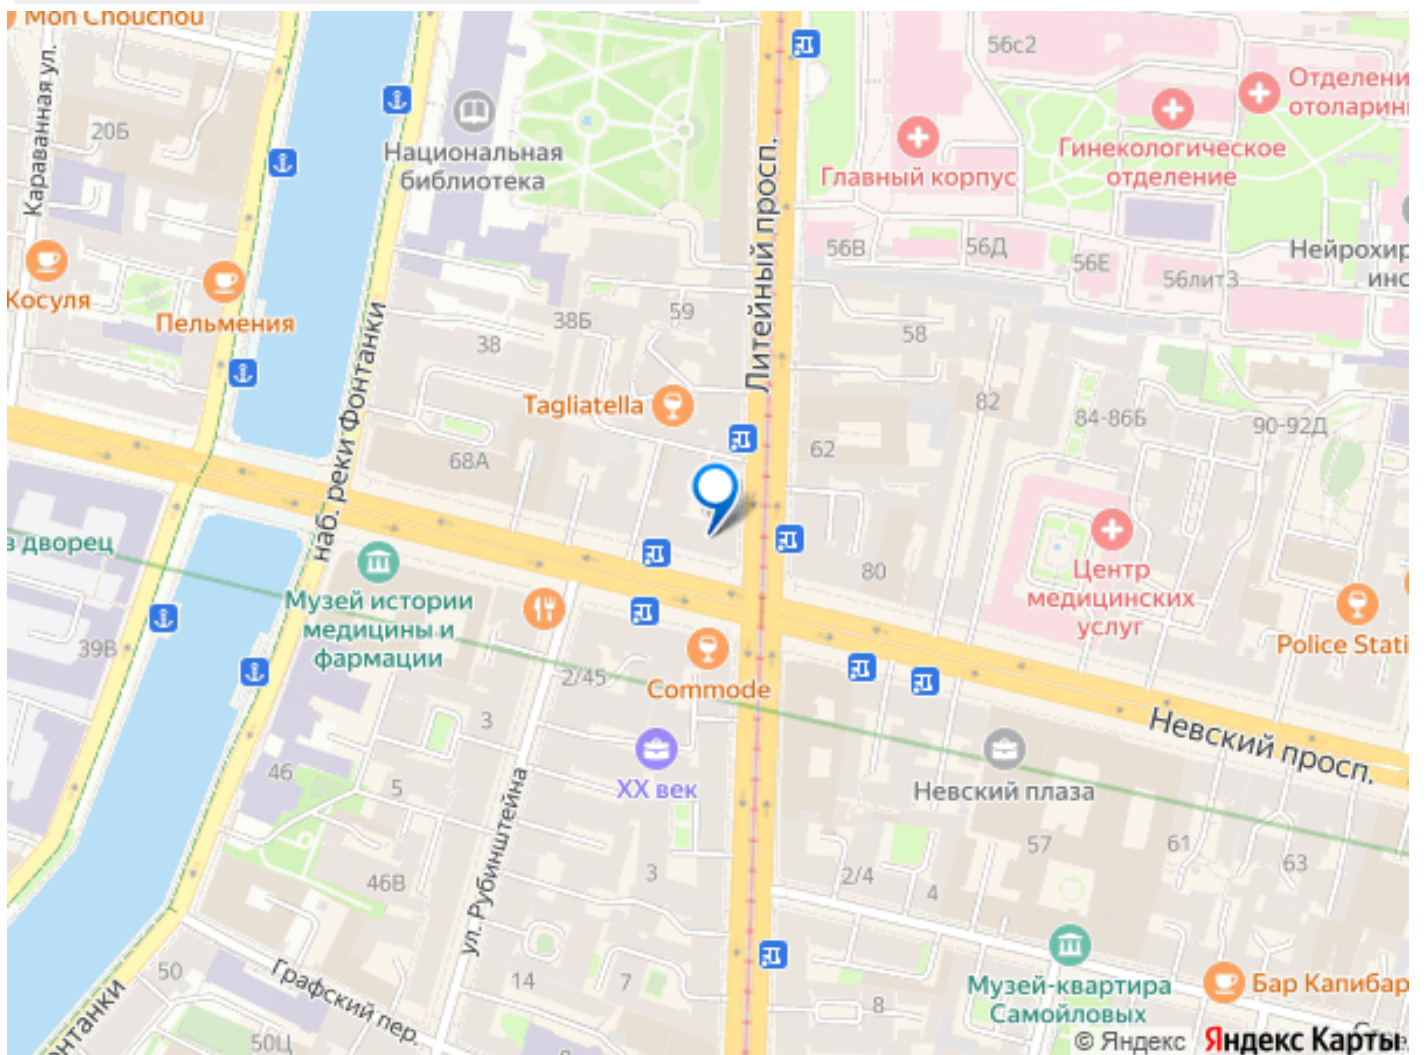 Mon Chouchou
56с2
Отделени
отоларинг
Караванная ул.
20Б
Национальная
библиотека
Литейный просп.
Главный корпус
Гинекологическое
отделение
56В
56Д
56Е
56литЗ
Нейрохир
инс
Косуля
Пельмения
наб. реки Фонтанки
38
38Б
59
58
Tagliatella
82
84-86Б
90-92Д
68А
62
в дворец
Музей истории
медицины и
фармации
80
Центр
медицинских
услуг
Police Stati
39В
2/45
Commode
3
Невский просп.
46
5
ХХ век
Невский плаза
ул. Рубинштейна
46В
3
2/4
4
57
61
63
50
Графский пер.
14
7
8
Музей-квартира
Самойловых
Бар Капибар
нтанки
50Ц
© Яндекс Яндекс Карты